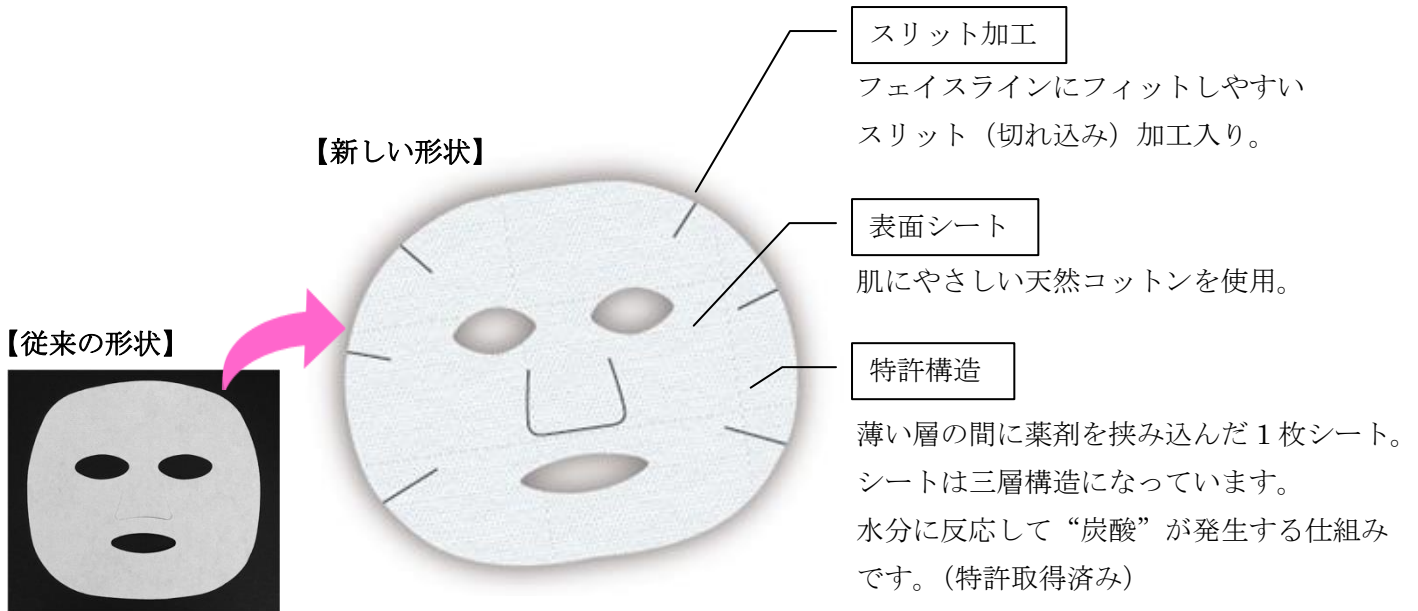 スリット加工
フェイスラインにフィットしやすい
スリット（切れ込み）加工入り。
【新しい形状】
表面シート
肌にやさしい天然コットンを使用。
【従来の形状】
特許構造
薄い層の間に薬剤を挟み込んだ1枚シート。
シートは三層構造になっています。
水分に反応して“炭酸”が発生する仕組み
です。（特許取得済み）